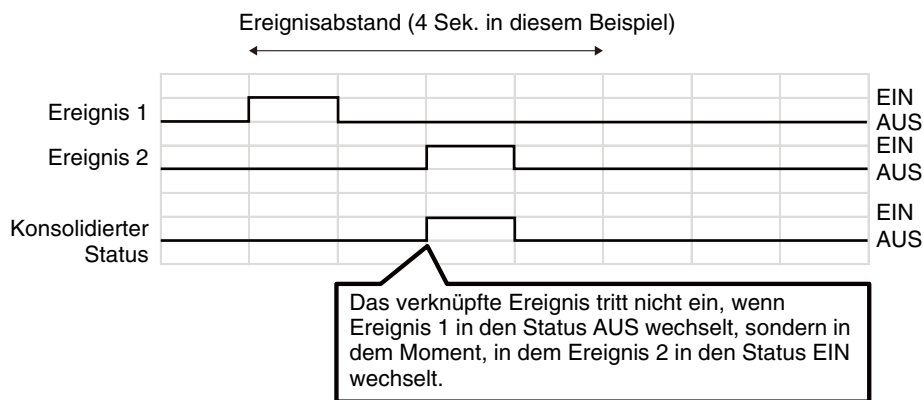 Ereignisabstand (4 Sek. in diesem Beispiel)
Ereignis 1
EIN
AUS
Ereignis 2
EIN
AUS
Konsolidierter
Status
EIN
AUS
Das verknüpfte Ereignis tritt nicht ein, wenn
Ereignis 1 in den Status AUS wechselt, sondern in
dem Moment, in dem Ereignis 2 in den Status EIN
wechselt.